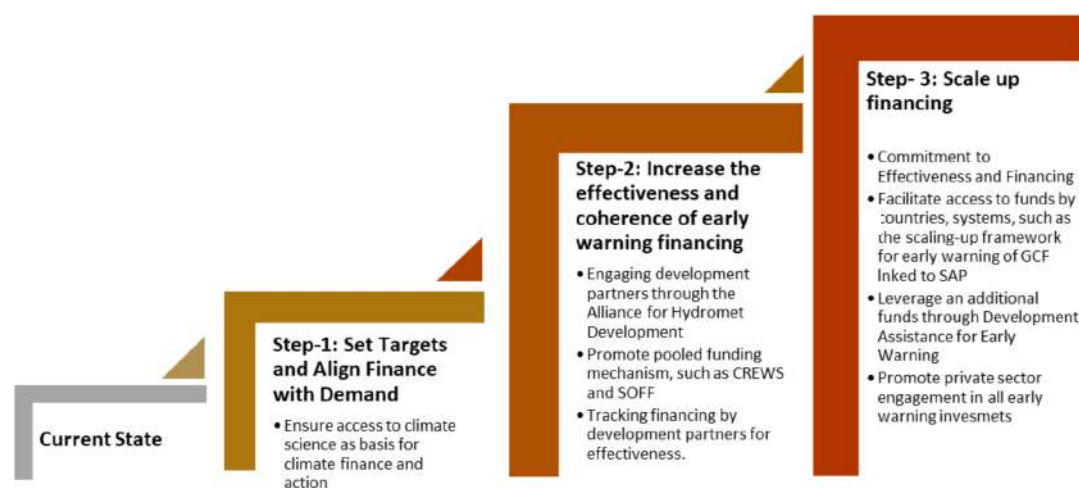 Current State
Step-1: Set Targets
and Align Finance
with Demand
• Ensure access to climate
science as basis for
climate finance and
action
Step-2: Increase the
effectiveness and
coherence of early
warning financing
• Engaging development
partners through the
Alliance for Hydromet
Development
• Promote pooled funding
mechanism, such as CREWS
and SOFF
• Tracking financing by
development partners for
effectiveness.
Step- 3: Scale up
financing
• Commitment to
Effectiveness and Financing
• Facilitate access to funds by
countries, systems, such as
the scaling-up framework
for early warning of GCF
lnked to SAP
• Leverage an additional
funds through Development
Assistance for Early
Warning
• Promote private sector
engagement in all early
warning invesmets